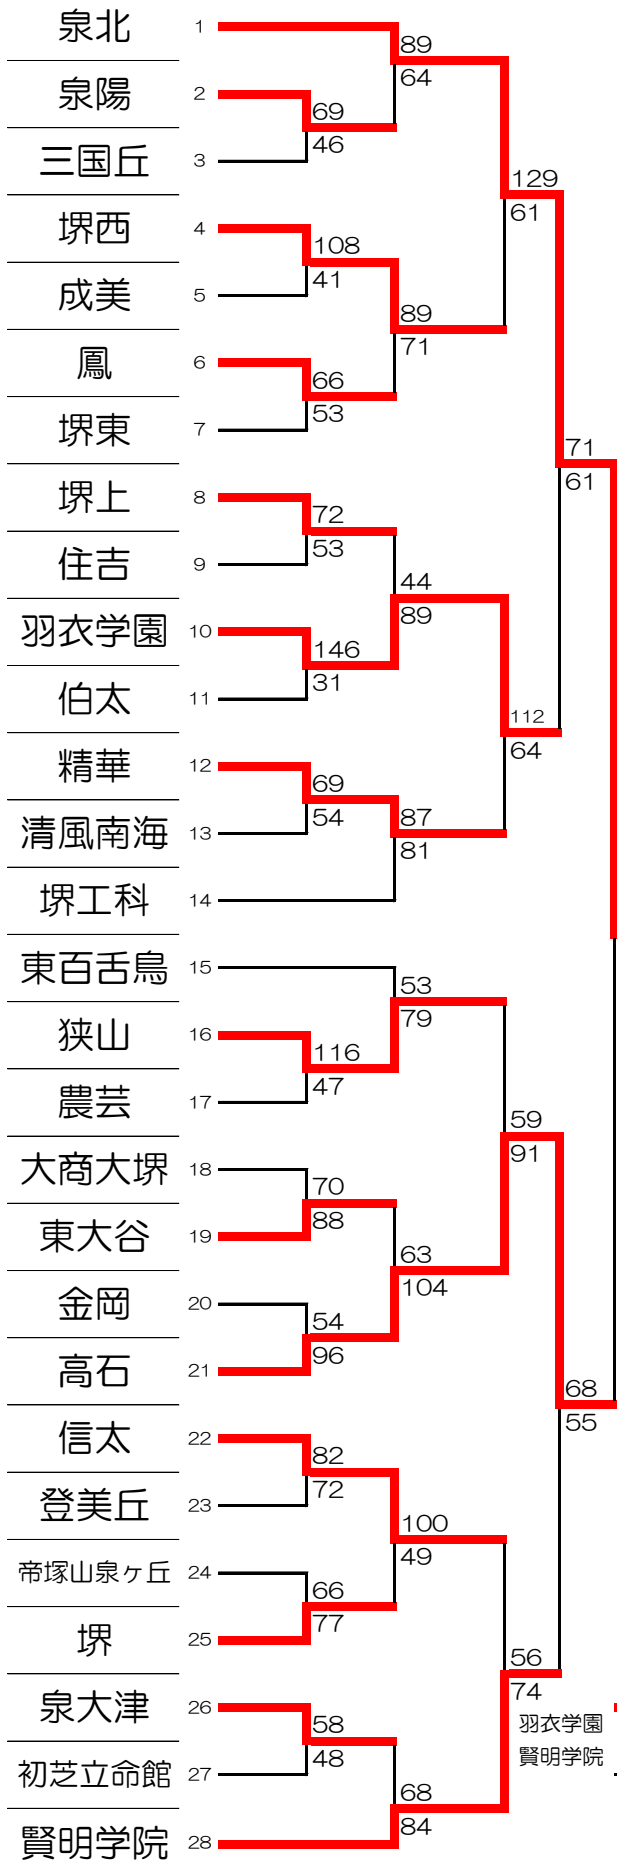 泉北 1
89
64
泉陽 2
69
46
三国丘 3
129
61
堺西 4
108
41
成美 5
89
71
鳳 6
66
53
堺東 7
71
61
堺上 8
72
53
住吉 9
44
89
羽衣学園 10
146
31
伯太 11
112
64
精華 12
69
54
清風南海 13
87
81
堺工科 14
東百舌鳥 15
53
79
狭山 16
116
47
農芸 17
59
91
大商大堺 18
70
88
東大谷 19
63
104
金岡 20
54
96
高石 21
68
55
信太 22
82
72
登美丘 23
100
49
帝塚山泉ヶ丘 24
66
77
堺 25
56
74
泉大津 26
58
48
羽衣学園
賢明学院
初芝立命館 27
68
84
賢明学院 28